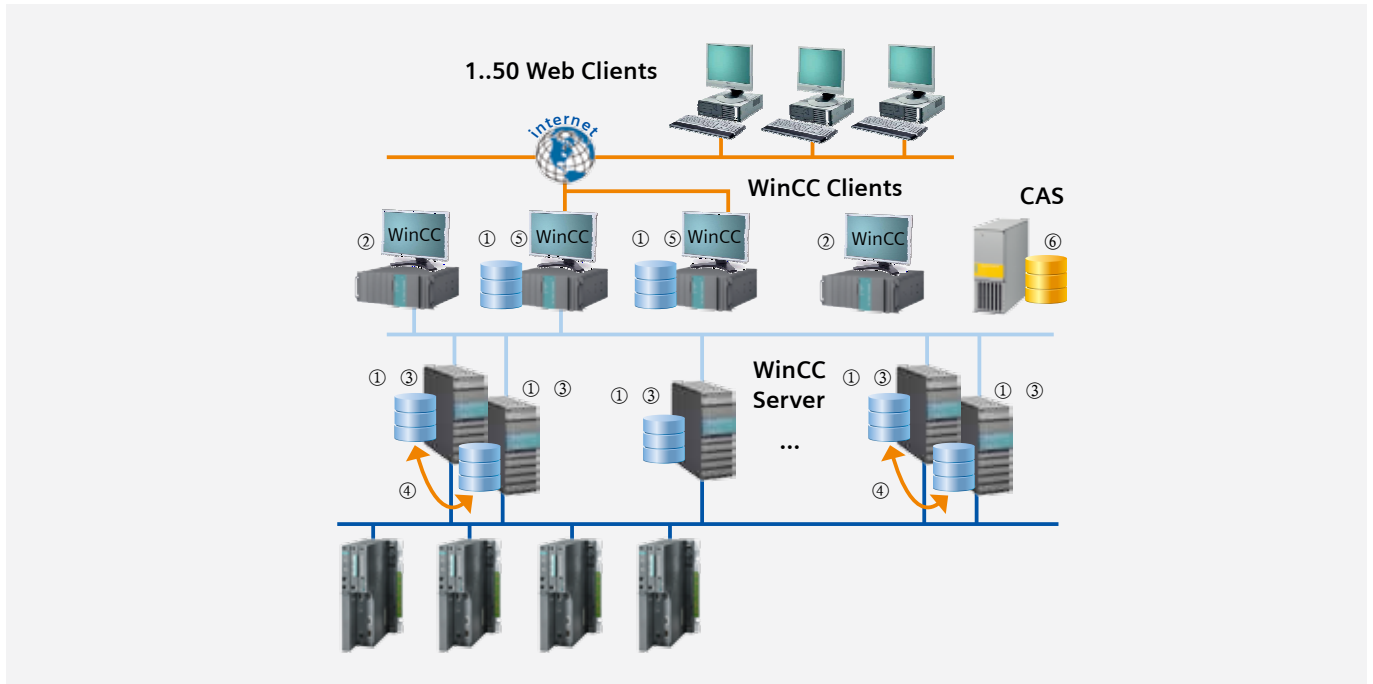 1..50 Web Clients
internet
WinCC Clients
CAS
② WinCC
① ⑤ WinCC
① ⑤ WinCC
② WinCC
⑥
① ③
① ③
① ③
WinCC
Server
...
① ③
① ③
④
④